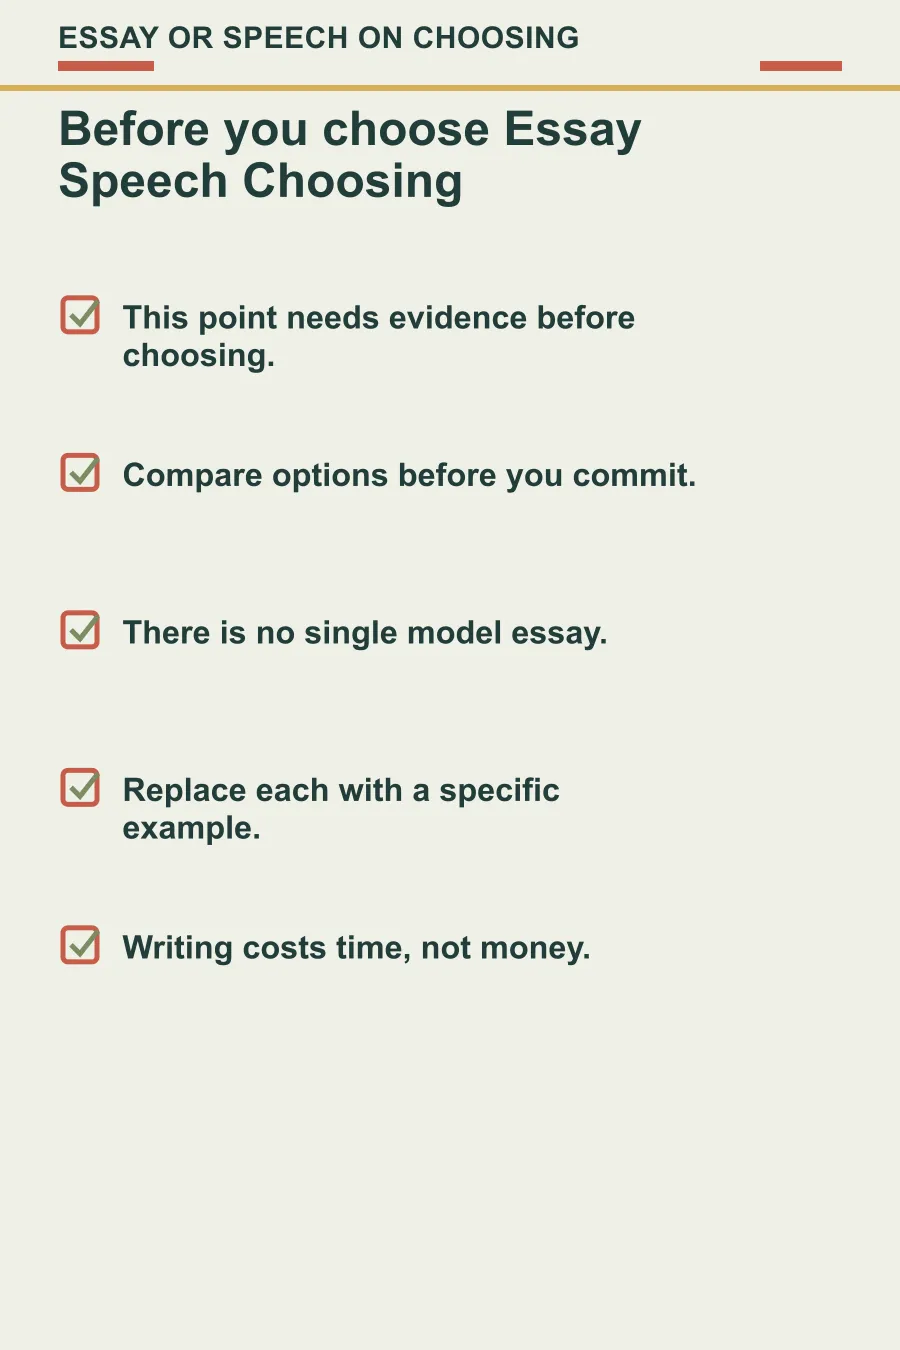 ESSAY OR SPEECH ON CHOOSING
Before you choose Essay
Speech Choosing
This point needs evidence before
choosing.
Compare options before you commit.
There is no single model essay.
Replace each with a specific
example.
Writing costs time, not money.